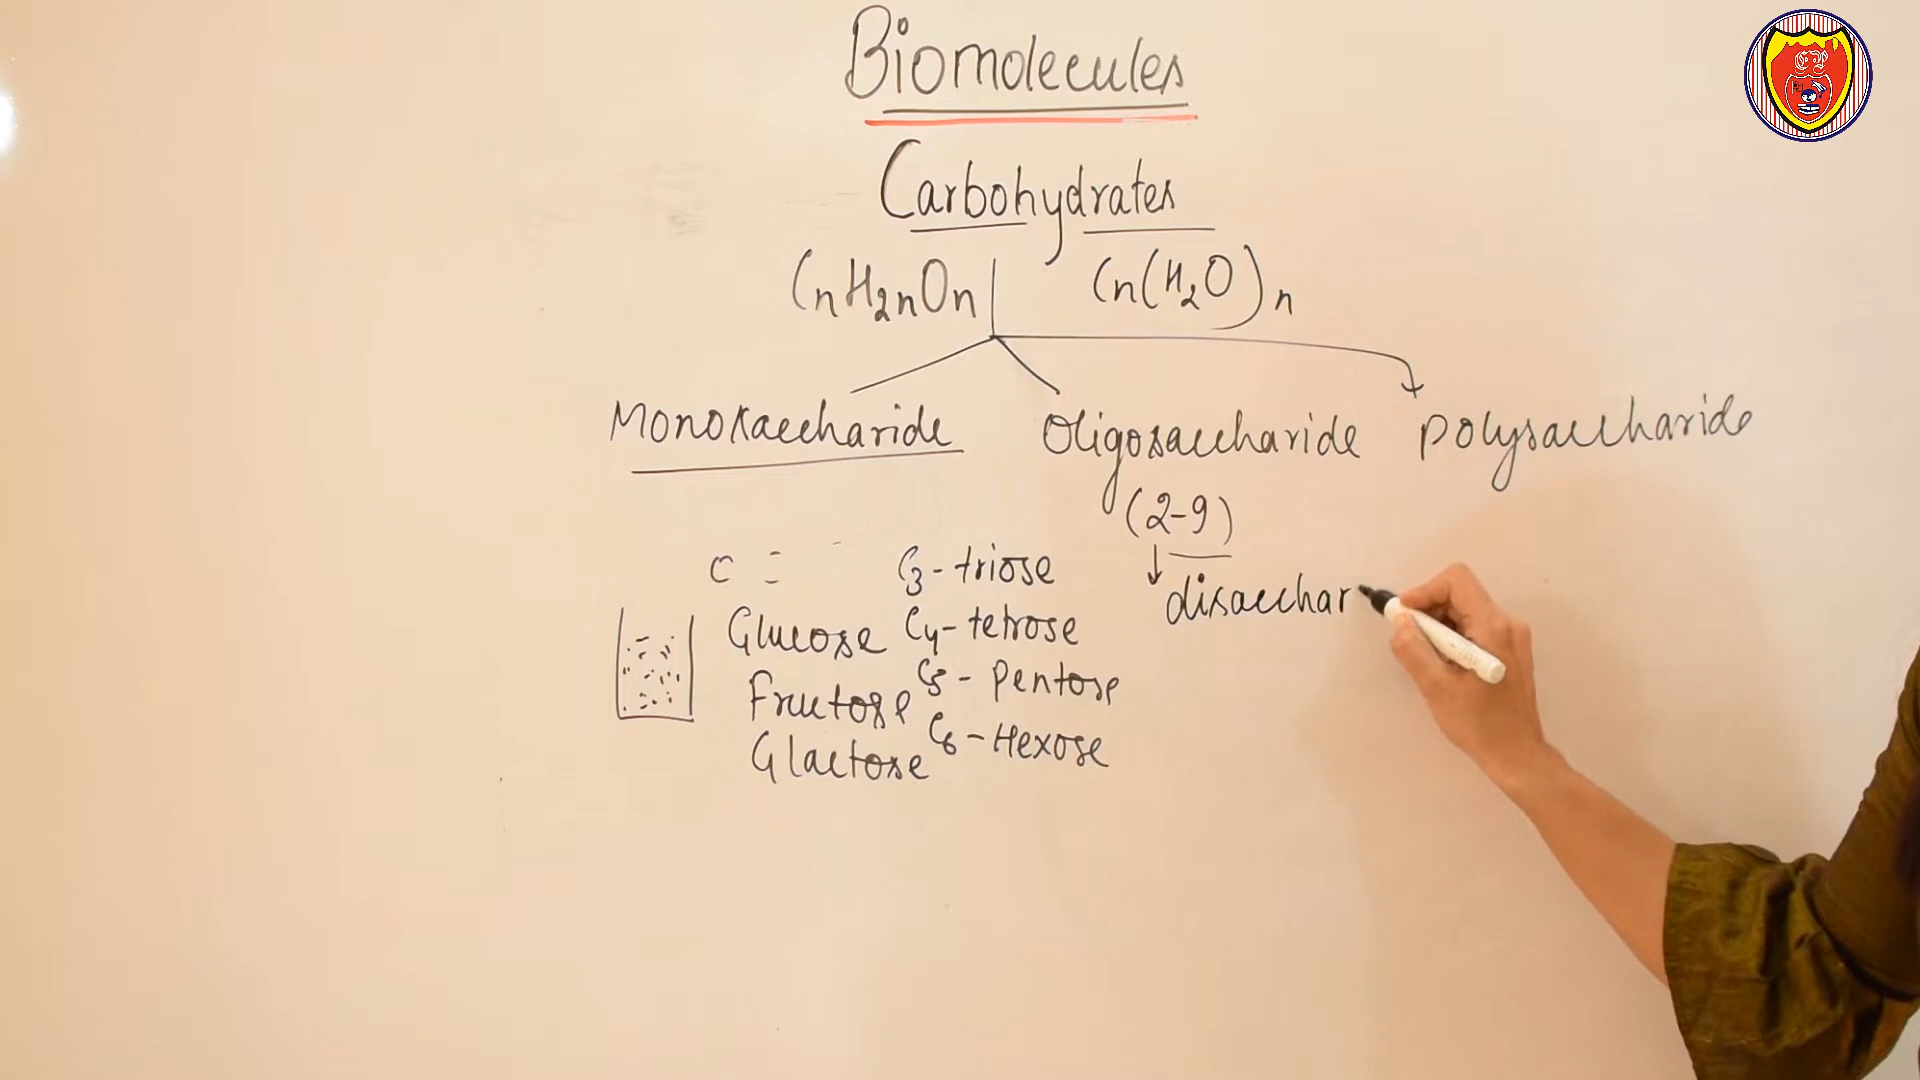 Biomolecules
Carbohydrates
CnH2nOn Cn(H2O)n
Monosaccharide Oligosaccharide polysaccharide
(2-9)
C = C3 - triose
disacchar
Glucose C4 - tetrose
Fructose C5 - Pentose
Glactose C6 - Hexose